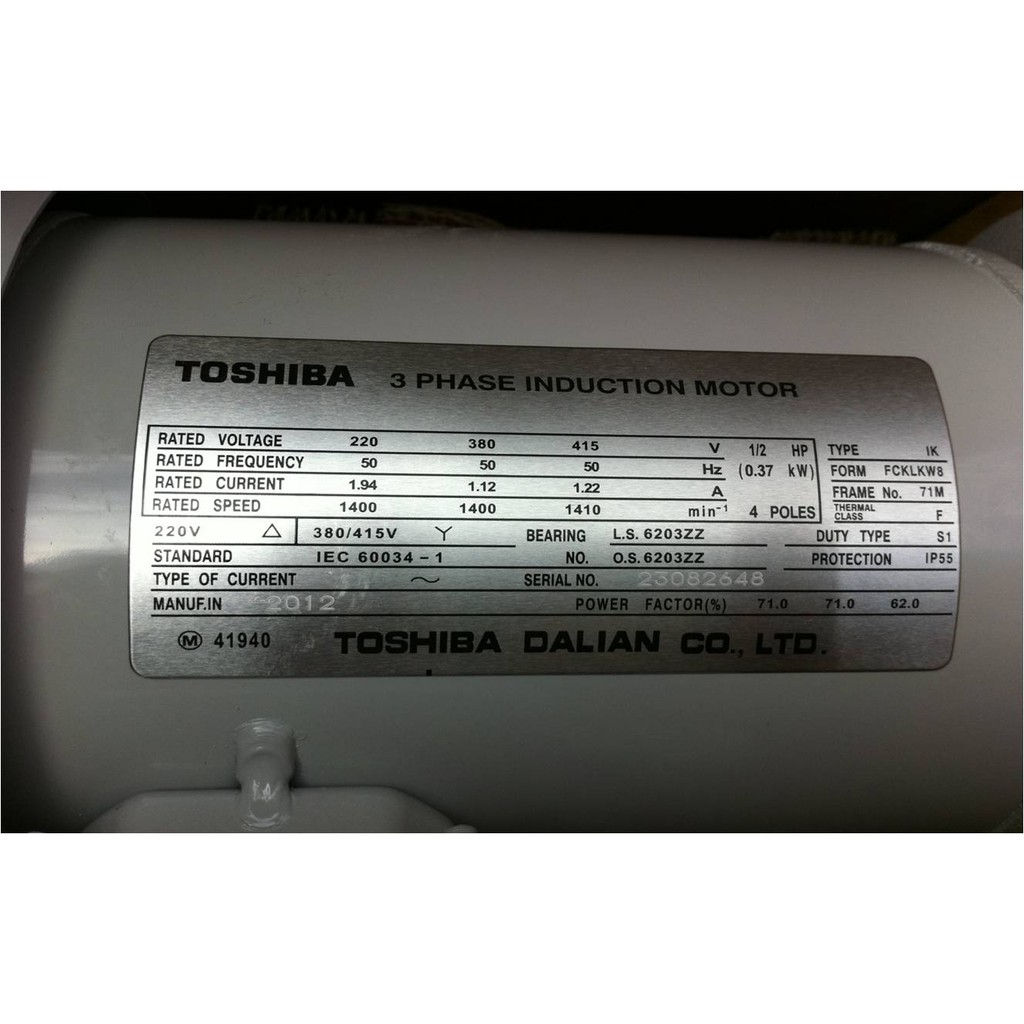 TOSHIBA 3 PHASE INDUCTION MOTOR
RATED VOLTAGE 220 380 415 V 1/2 HP TYPE IK
RATED FREQUENCY 50 50 50 Hz (0.37 kW) FORM FCKLKW8
RATED CURRENT 1.94 1.12 1.22 A FRAME No. 71M
RATED SPEED 1400 1400 1410 min-1 4 POLES THERMAL CLASS F
220V △ 380/415V Y BEARING L.S. 6203ZZ DUTY TYPE S1
STANDARD IEC 60034-1 NO. O.S. 6203ZZ PROTECTION IP55
TYPE OF CURRENT ~ SERIAL NO. 23082648
MANUF.IN 2012 POWER FACTOR(%) 71.0 71.0 62.0
Ⓜ 41940 TOSHIBA DALIAN CO., LTD.